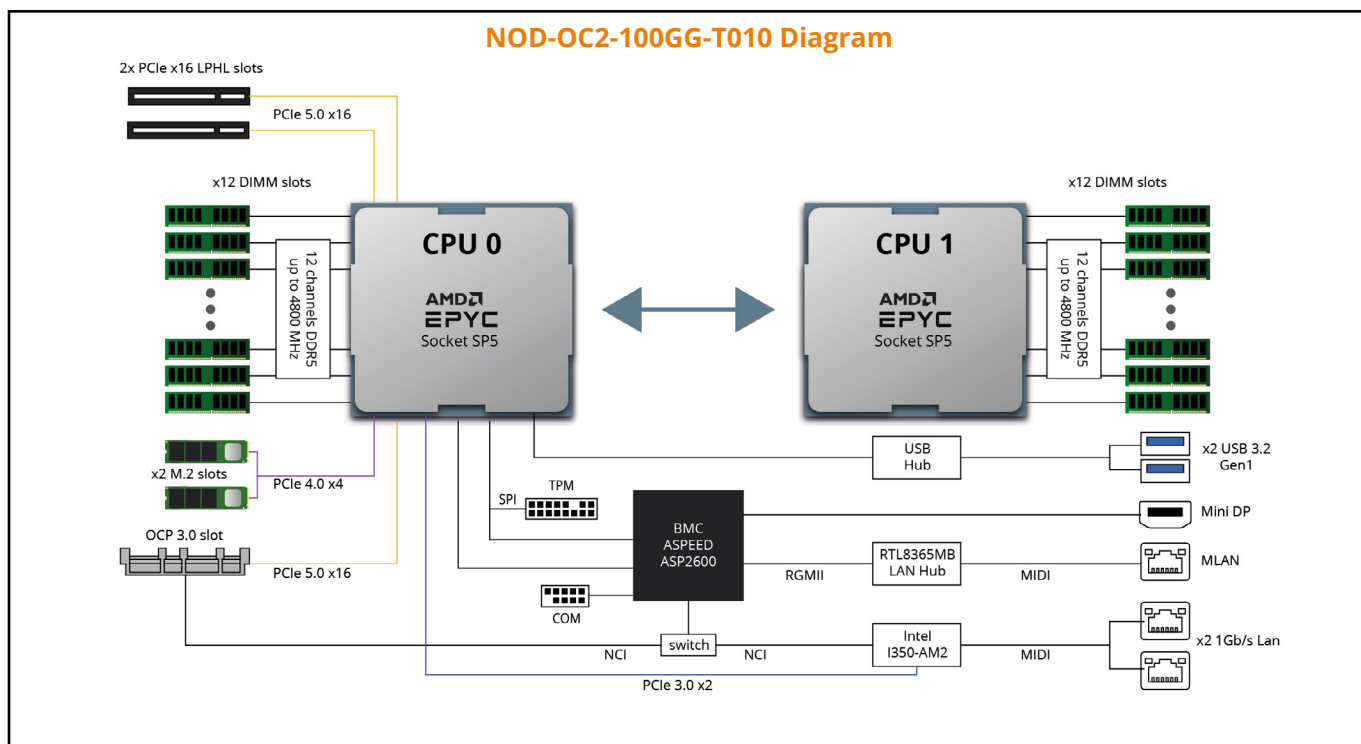 NOD-OC2-100GG-T010 Diagram
2x PCIe x16 LPHL slots
PCIe 5.0 x16
x12 DIMM slots
x12 DIMM slots
12 channels DDR5
up to 4800 MHz
CPU 0
AMD
EPYC
Socket SP5
CPU 1
AMD
EPYC
Socket SP5
12 channels DDR5
up to 4800 MHz
x2 M.2 slots
PCIe 4.0 x4
USB
Hub
x2 USB 3.2
Gen1
SPI
TPM
BMC
ASPEED
ASP2600
Mini DP
OCP 3.0 slot
PCIe 5.0 x16
RGMII
RTL8365MB
LAN Hub
MIDI
MLAN
COM
NCI
switch
NCI
Intel
I350-AM2
MIDI
x2 1Gb/s Lan
PCIe 3.0 x2